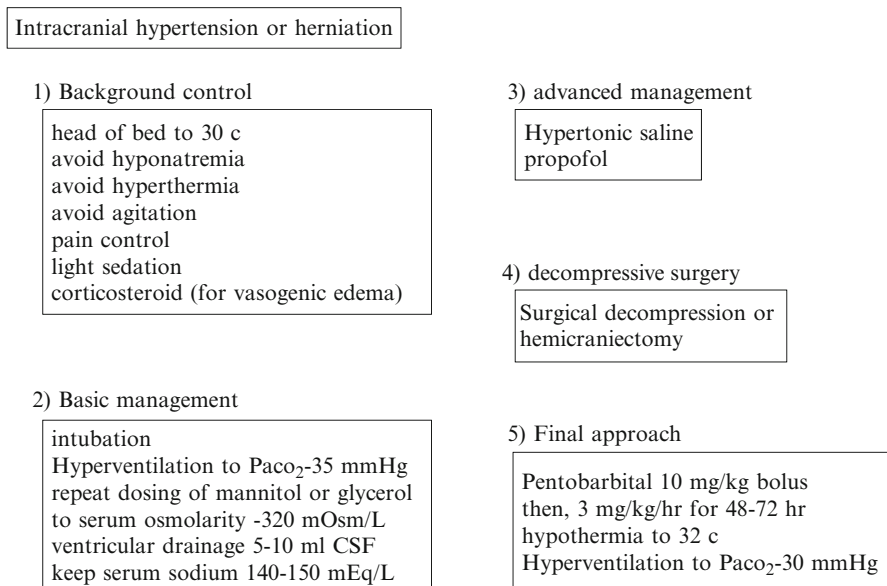 Intracranial hypertension or herniation
1) Background control
head of bed to 30 c
avoid hyponatremia
avoid hyperthermia
avoid agitation
pain control
light sedation
corticosteroid (for vasogenic edema)
2) Basic management
intubation
Hyperventilation to Paco₂-35 mmHg
repeat dosing of mannitol or glycerol
to serum osmolarity -320 mOsm/L
ventricular drainage 5-10 ml CSF
keep serum sodium 140-150 mEq/L
3) advanced management
Hypertonic saline
propofol
4) decompressive surgery
Surgical decompression or
hemicraniectomy
5) Final approach
Pentobarbital 10 mg/kg bolus
then, 3 mg/kg/hr for 48-72 hr
hypothermia to 32 c
Hyperventilation to Paco₂-30 mmHg